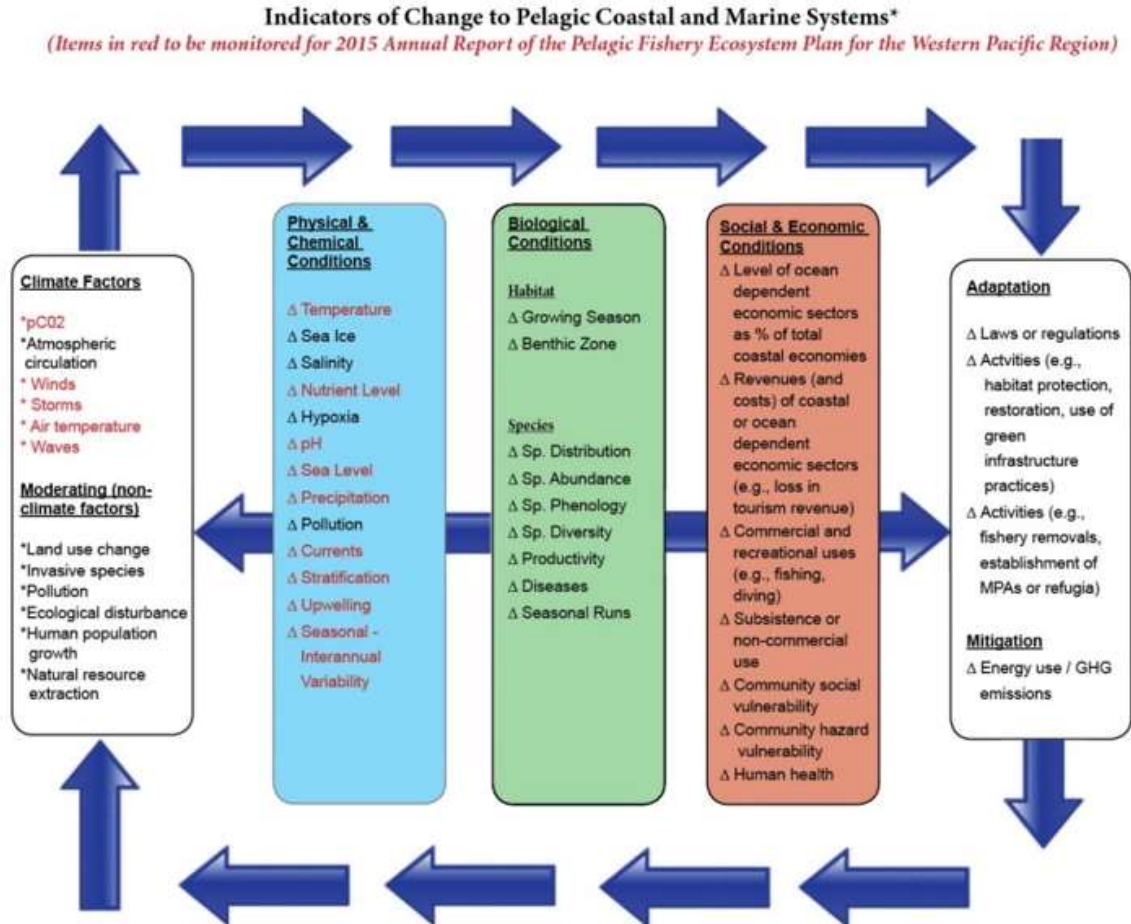 Indicators of Change to Pelagic Coastal and Marine Systems*
(Items in red to be monitored for 2015 Annual Report of the Pelagic Fishery Ecosystem Plan for the Western Pacific Region)
Climate Factors
*pC02
*Atmospheric
circulation
* Winds
* Storms
* Air temperature
* Waves
Moderating (non-
climate factors)
*Land use change
*Invasive species
*Pollution
*Ecological disturbance
*Human population
growth
*Natural resource
extraction
Physical &
Chemical
Conditions
Δ Temperature
Δ Sea Ice
Δ Salinity
Δ Nutrient Level
Δ Hypoxia
Δ pH
Δ Sea Level
Δ Precipitation
Δ Pollution
Δ Currents
Δ Stratification
Δ Upwelling
Δ Seasonal -
Interannual
Variability
Biological
Conditions
Habitat
Δ Growing Season
Δ Benthic Zone
Species
Δ Sp. Distribution
Δ Sp. Abundance
Δ Sp. Phenology
Δ Sp. Diversity
Δ Productivity
Δ Diseases
Δ Seasonal Runs
Social & Economic
Conditions
Δ Level of ocean
dependent
economic sectors
as % of total
coastal economies
Δ Revenues (and
costs) of coastal
or ocean
dependent
economic sectors
(e.g., loss in
tourism revenue)
Δ Commercial and
recreational uses
(e.g., fishing,
diving)
Δ Subsistence or
non-commercial
use
Δ Community social
vulnerability
Δ Community hazard
vulnerability
Δ Human health
Adaptation
Δ Laws or regulations
Δ Actvities (e.g.,
habitat protection,
restoration, use of
green
infrastructure
practices)
Δ Activities (e.g.,
fishery removals,
establishment of
MPAs or refugia)
Mitigation
Δ Energy use / GHG
emissions